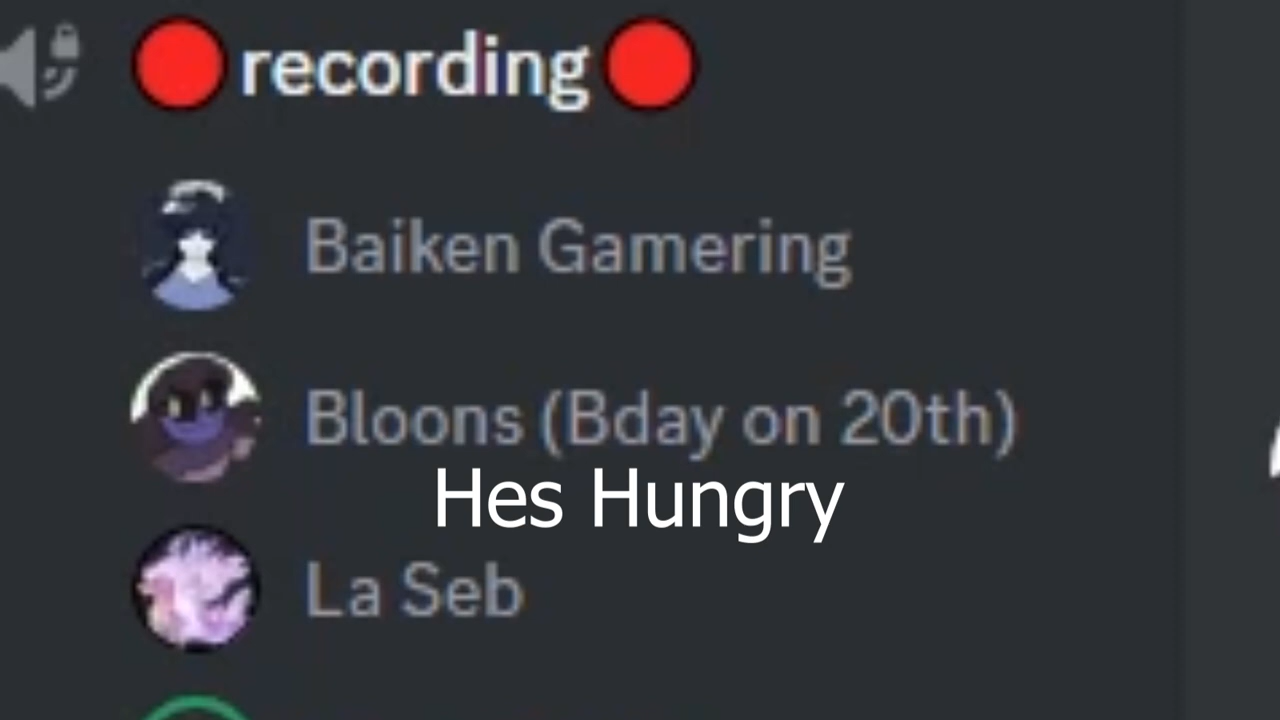 🔴recording🔴
Baiken Gamering
Bloons (Bday on 20th)
Hes Hungry
La Seb